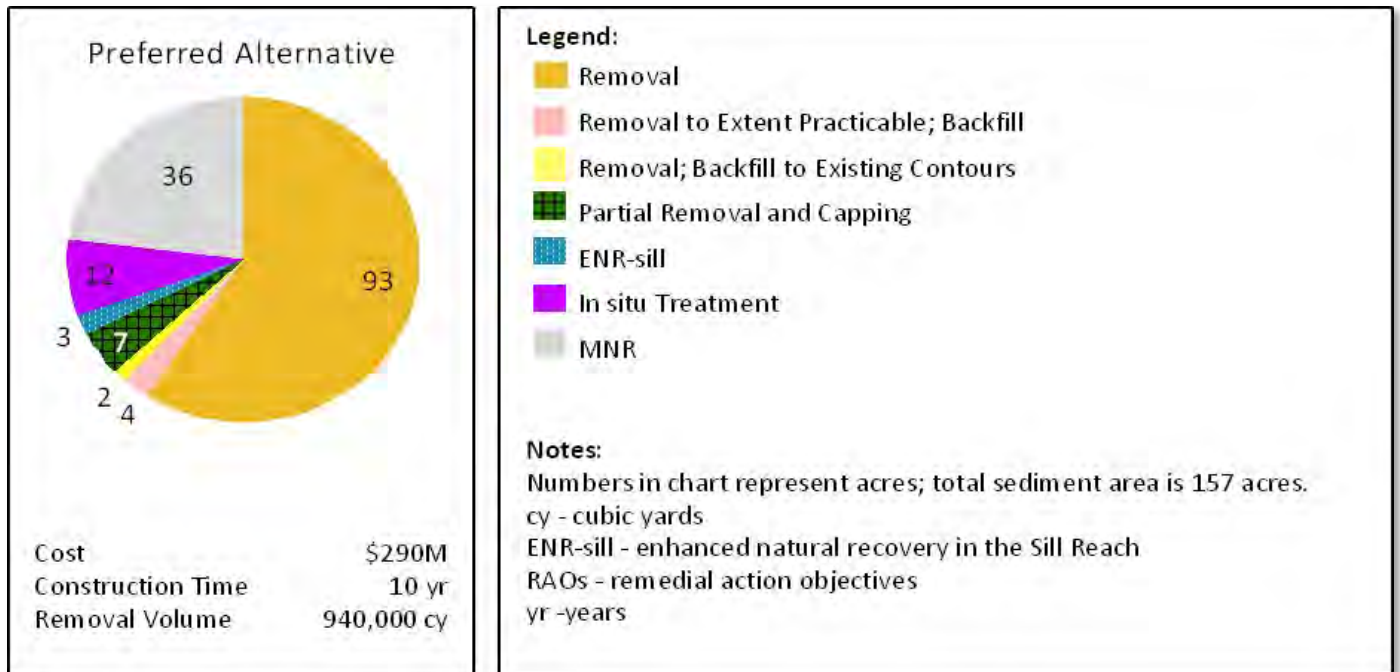 Preferred Alternative
36
93
12
3
7
2
4
Cost $290M
Construction Time 10 yr
Removal Volume 940,000 cy
Legend:
Removal
Removal to Extent Practicable; Backfill
Removal; Backfill to Existing Contours
Partial Removal and Capping
ENR-sill
In situ Treatment
MNR
Notes:
Numbers in chart represent acres; total sediment area is 157 acres.
cy - cubic yards
ENR-sill - enhanced natural recovery in the Sill Reach
RAOs - remedial action objectives
yr -years